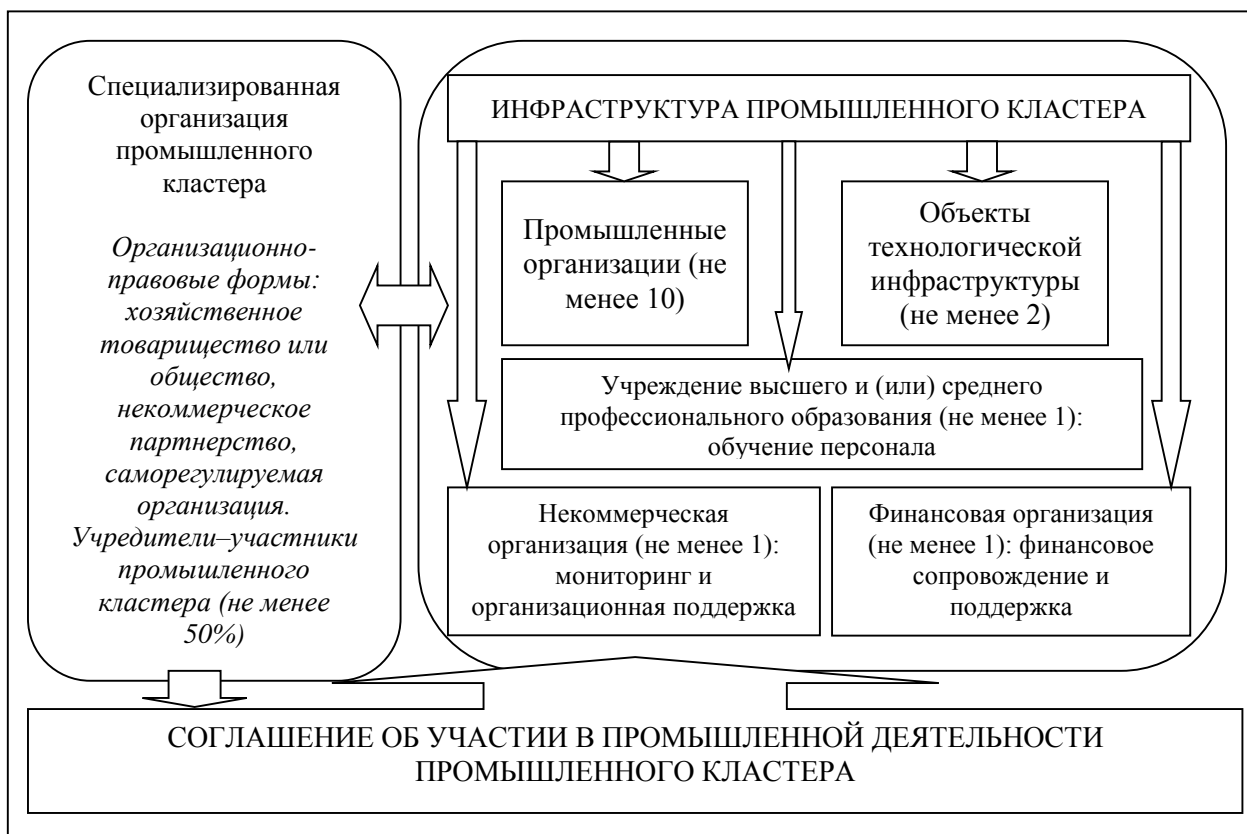 Специализированная
организация
промышленного
кластера
Организационно-
правовые формы:
хозяйственное
товарищество или
общество,
некоммерческое
партнерство,
саморегулируемая
организация.
Учредители–участники
промышленного
кластера (не менее
50%)
ИНФРАСТРУКТУРА ПРОМЫШЛЕННОГО КЛАСТЕРА
Промышленные
организации (не
менее 10)
Объекты
технологической
инфраструктуры
(не менее 2)
Учреждение высшего и (или) среднего
профессионального образования (не менее 1):
обучение персонала
Некоммерческая
организация (не менее 1):
мониторинг и
организационная поддержка
Финансовая организация
(не менее 1): финансовое
сопровождение и
поддержка
СОГЛАШЕНИЕ ОБ УЧАСТИИ В ПРОМЫШЛЕННОЙ ДЕЯТЕЛЬНОСТИ
ПРОМЫШЛЕННОГО КЛАСТЕРА